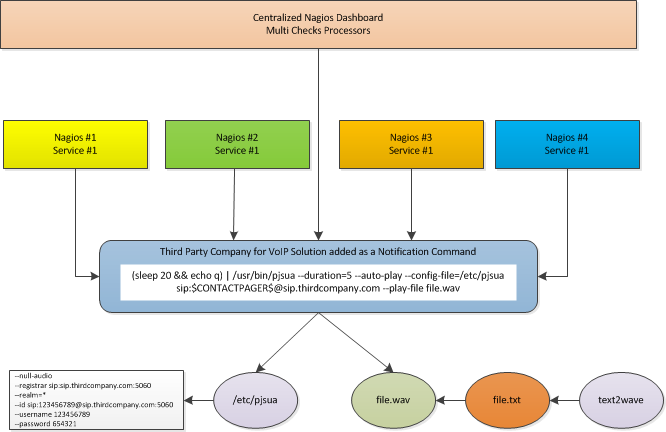 Centralized Nagios Dashboard
Multi Checks Processors
Nagios #1
Service #1
Nagios #2
Service #1
Nagios #3
Service #1
Nagios #4
Service #1
Third Party Company for VoIP Solution added as a Notification Command
(sleep 20 && echo q) | /usr/bin/pjsua --duration=5 --auto-play --config-file=/etc/pjsua
sip:$CONTACTPAGER$@sip.thirdcompany.com --play-file file.wav
--null-audio
--registrar sip:sip.thirdcompany.com:5060
--realm=*
--id sip:123456789@sip.thirdcompany.com:5060
--username 123456789
--password 654321
/etc/pjsua
file.wav
file.txt
text2wave